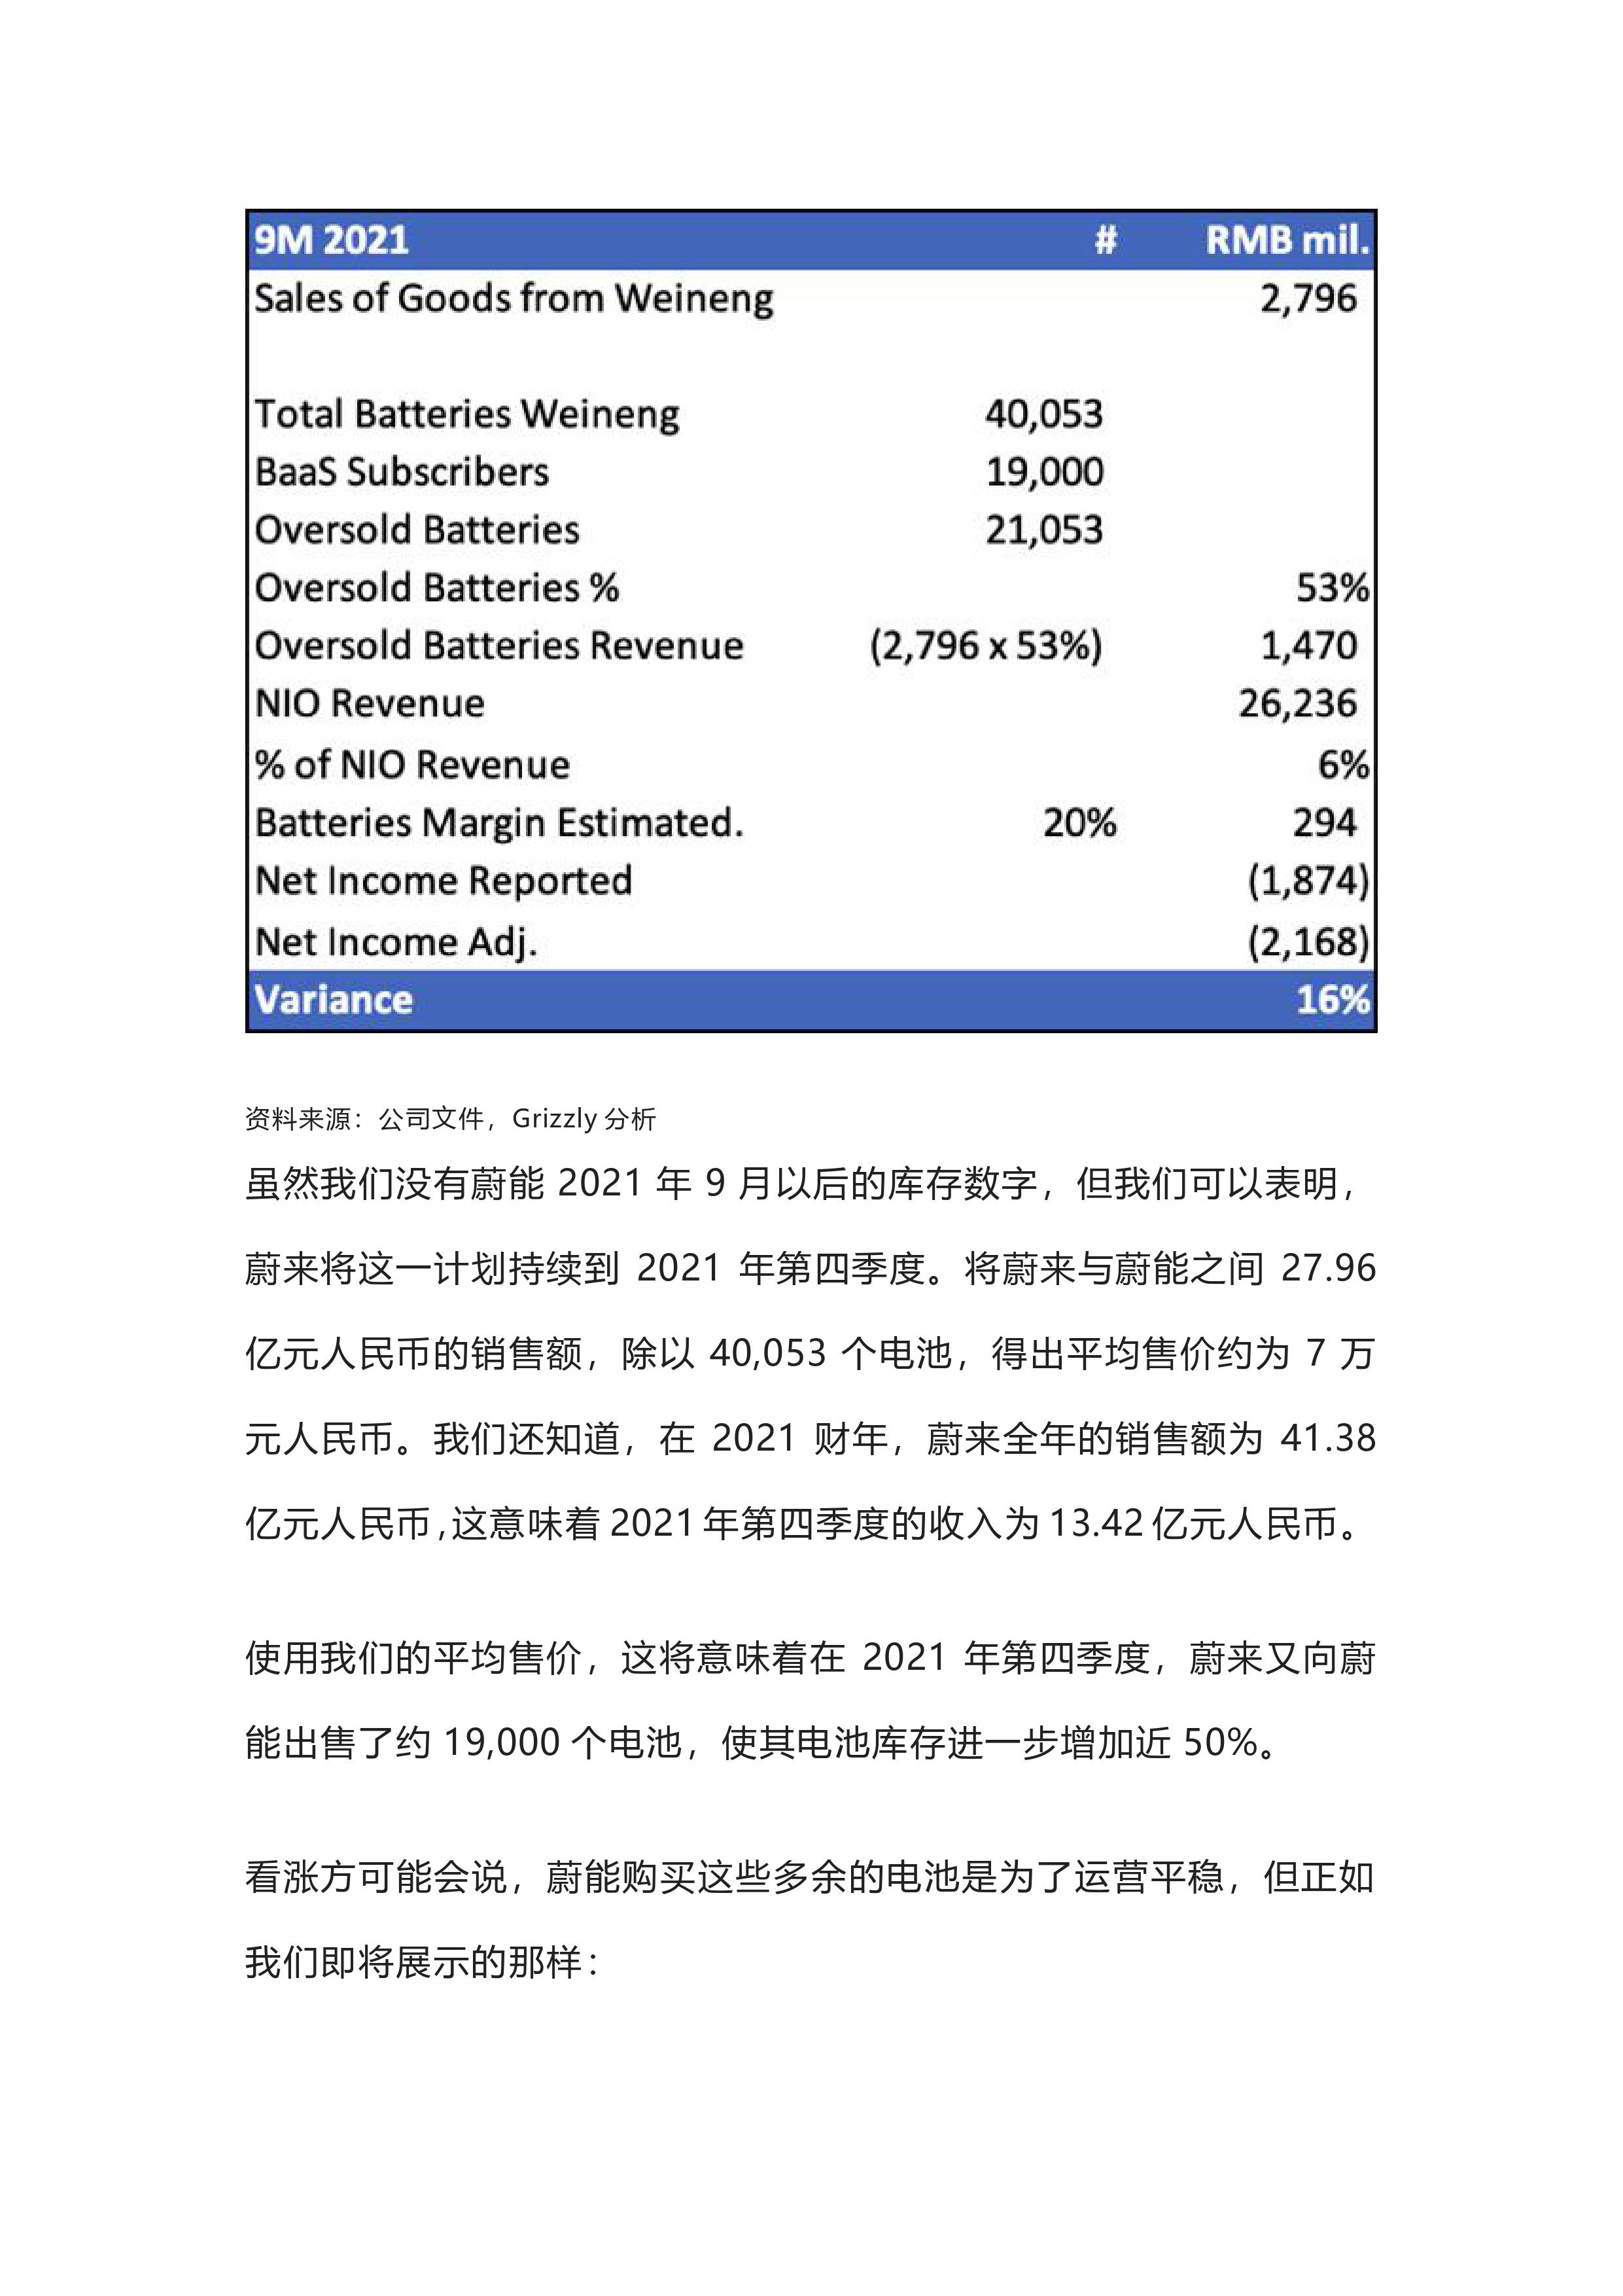 9M 2021 # RMB mil.
Sales of Goods from Weineng 2,796
Total Batteries Weineng 40,053
BaaS Subscribers 19,000
Oversold Batteries 21,053
Oversold Batteries % 53%
Oversold Batteries Revenue (2,796 x 53%) 1,470
NIO Revenue 26,236
% of NIO Revenue 6%
Batteries Margin Estimated. 20% 294
Net Income Reported (1,874)
Net Income Adj. (2,168)
Variance 16%
资料来源：公司文件，Grizzly 分析
虽然我们没有蔚能 2021 年 9 月以后的库存数字，但我们可以表明，
蔚来将这一计划持续到 2021 年第四季度。将蔚来与蔚能之间 27.96
亿元人民币的销售额，除以 40,053 个电池，得出平均售价约为 7 万
元人民币。我们还知道，在 2021 财年，蔚来全年的销售额为 41.38
亿元人民币，这意味着 2021 年第四季度的收入为 13.42 亿元人民币。
使用我们的平均售价，这将意味着在 2021 年第四季度，蔚来又向蔚
能出售了约 19,000 个电池，使其电池库存进一步增加近 50%。
看涨方可能会说，蔚能购买这些多余的电池是为了运营平稳，但正如
我们即将展示的那样：